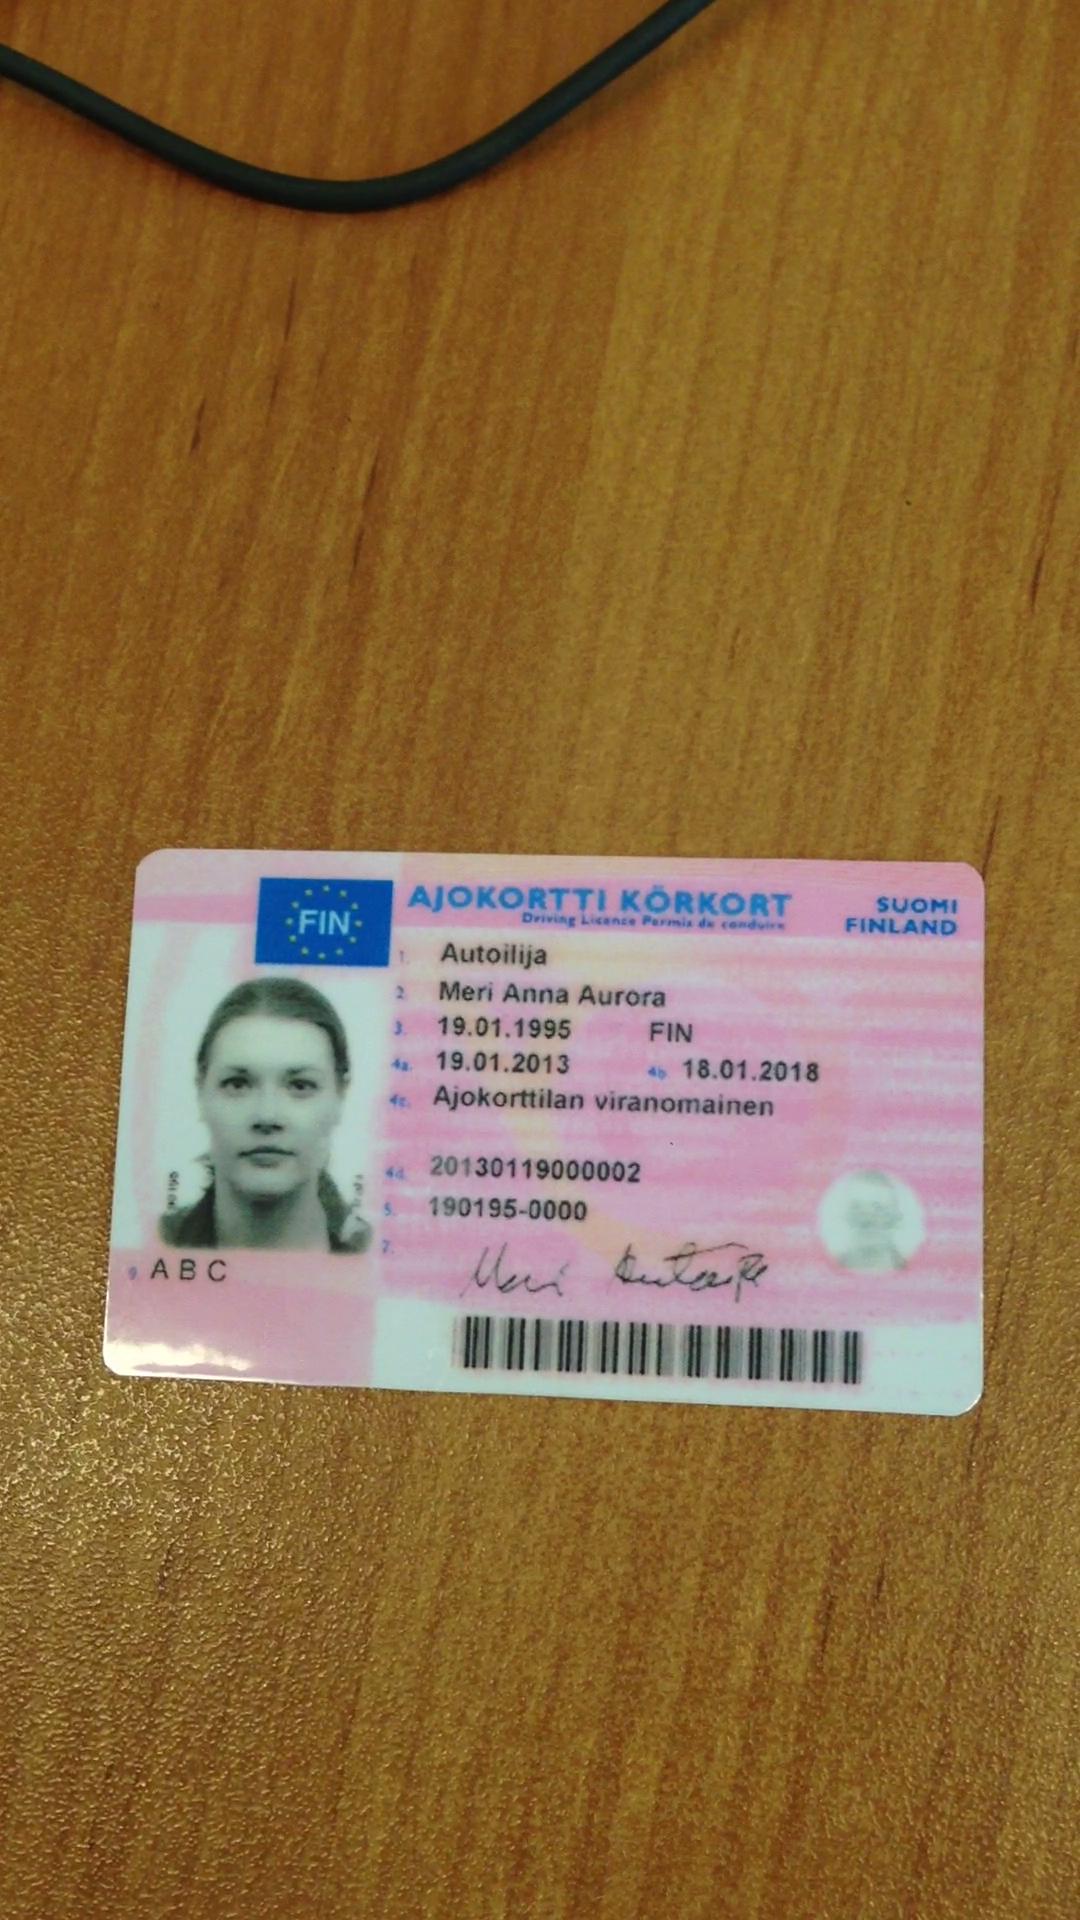 FIN
AJOKORTTI KÖRKORT
Driving Licence Permis de conduire
SUOMI
FINLAND
1. Autoilija
2. Meri Anna Aurora
3. 19.01.1995 FIN
4a. 19.01.2013 4b. 18.01.2018
4c. Ajokorttilan viranomainen
4d. 20130119000002
5. 190195-0000
7. Meri Autoilija
9. A B C